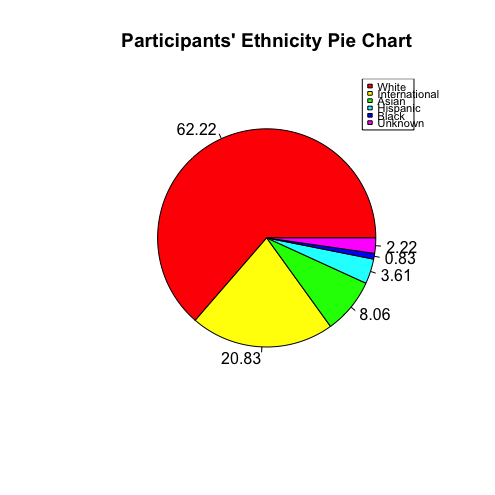 Participants' Ethnicity Pie Chart
White
International
Asian
Hispanic
Black
Unknown
62.22
2.22
0.83
3.61
8.06
20.83